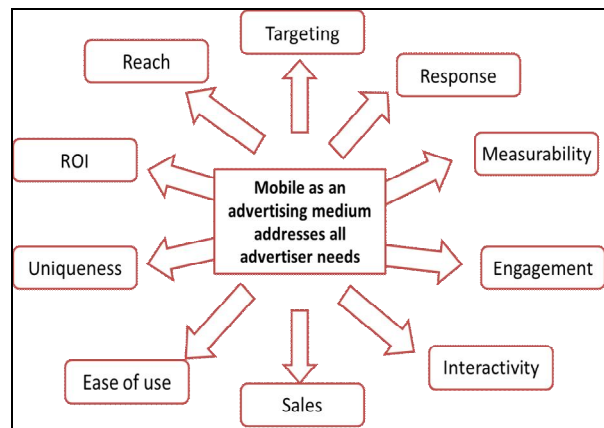 Targeting
Reach
Response
ROI
Measurability
Mobile as an
advertising medium
addresses all
advertiser needs
Uniqueness
Engagement
Ease of use
Interactivity
Sales